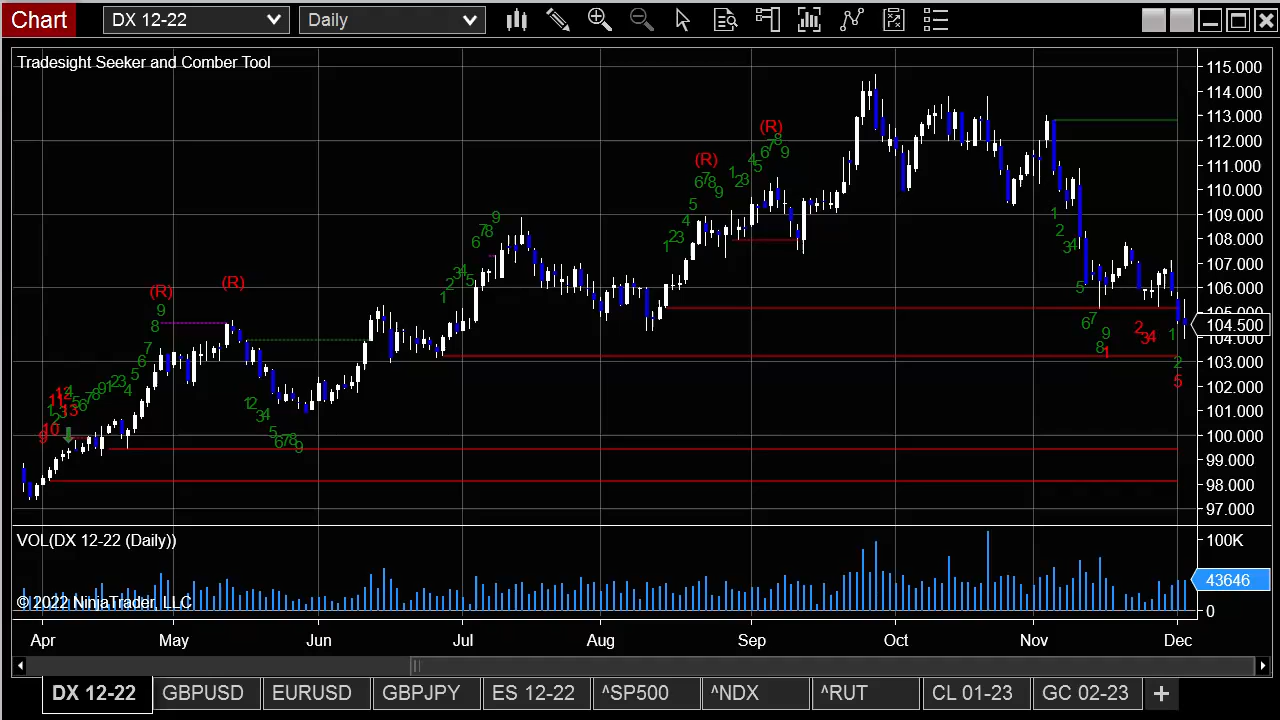 Chart DX 12-22 Daily
Tradesight Seeker and Comber Tool
115.000
114.000
113.000
112.000
111.000
110.000
109.000
108.000
107.000
106.000
105.000
104.500
104.000
103.000
102.000
101.000
100.000
99.000
98.000
97.000
(R) (R) (R) (R)
VOL(DX 12-22 (Daily))
100K
43646
0
© 2022 NinjaTrader, LLC
Apr May Jun Jul Aug Sep Oct Nov Dec
DX 12-22 GBPUSD EURUSD GBPJPY ES 12-22 ^SP500 ^NDX ^RUT CL 01-23 GC 02-23 +